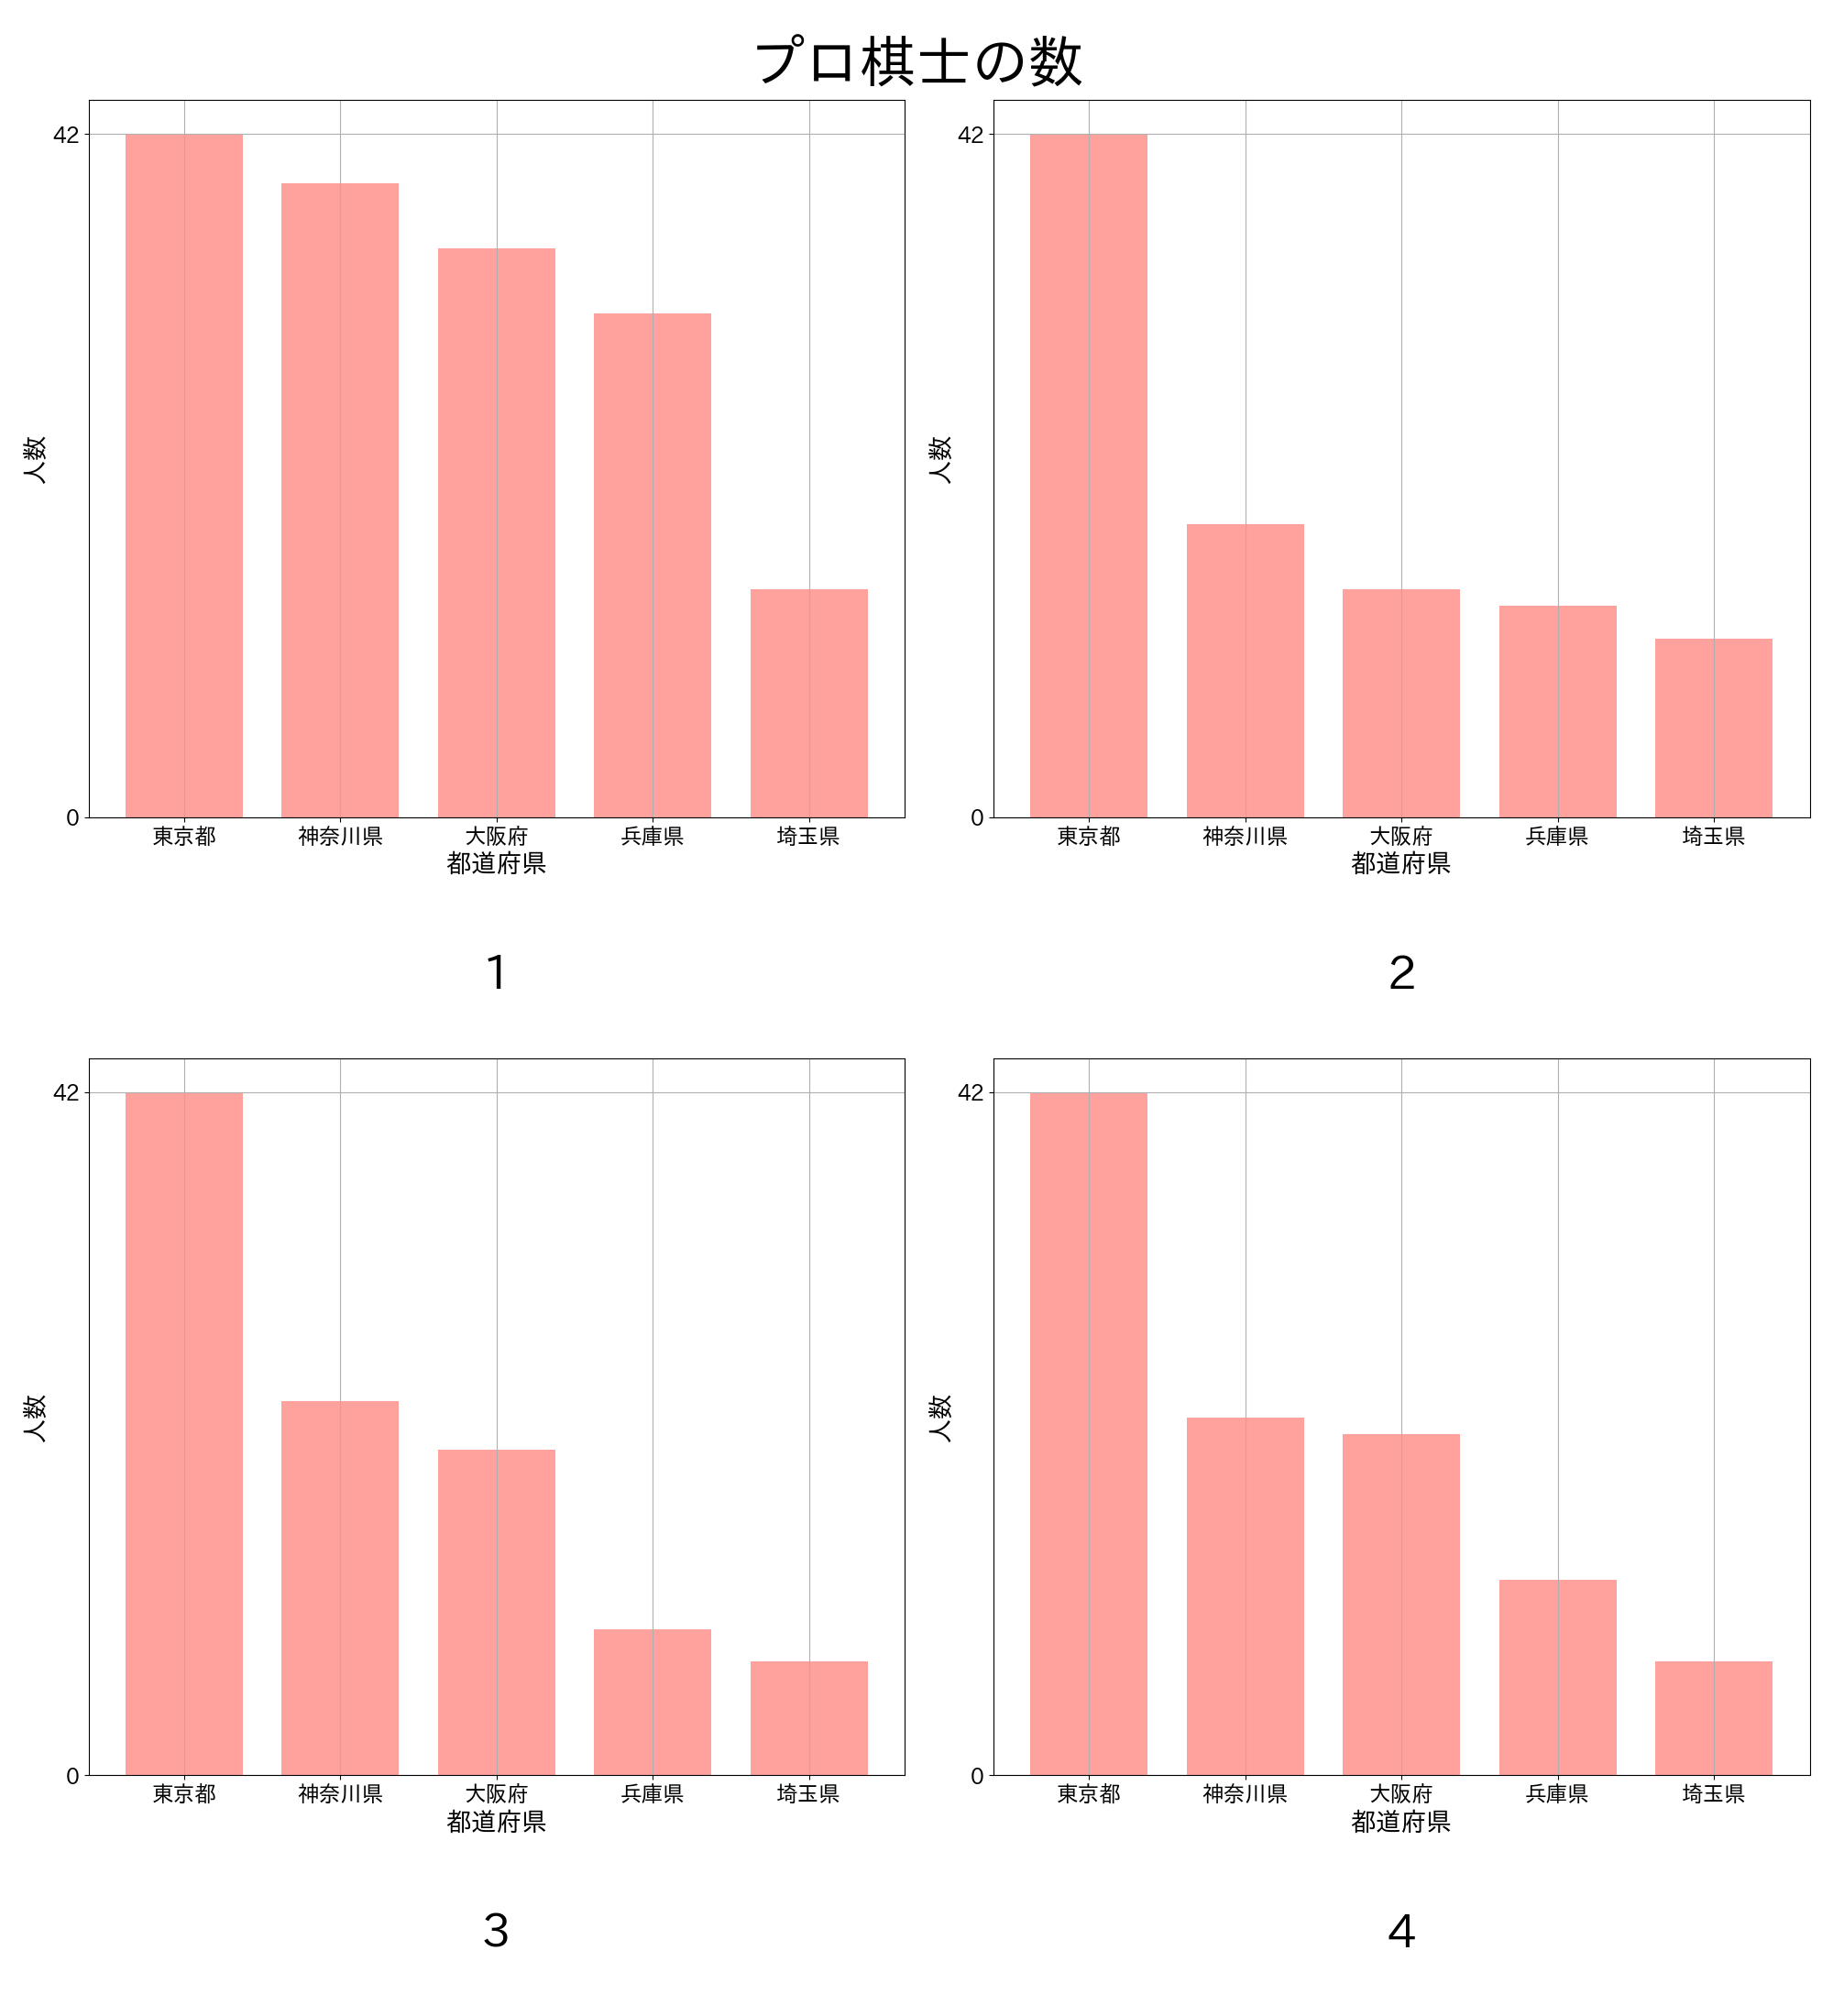 プロ棋士の数
42
0
人数
東京都 神奈川県 大阪府 兵庫県 埼玉県
都道府県
1
42
0
人数
東京都 神奈川県 大阪府 兵庫県 埼玉県
都道府県
2
42
0
人数
東京都 神奈川県 大阪府 兵庫県 埼玉県
都道府県
3
42
0
人数
東京都 神奈川県 大阪府 兵庫県 埼玉県
都道府県
4